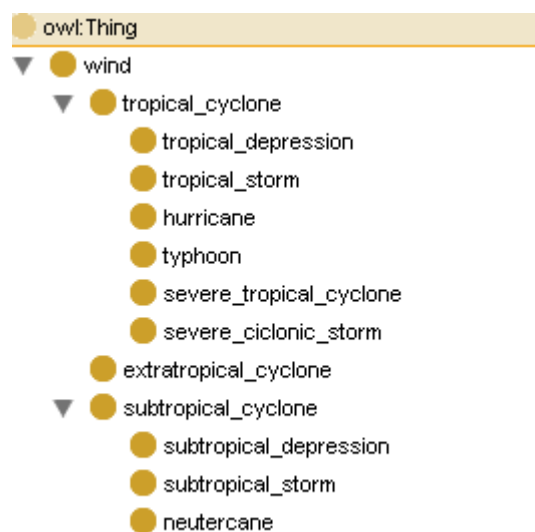 owl:Thing
wind
tropical_cyclone
tropical_depression
tropical_storm
hurricane
typhoon
severe_tropical_cyclone
severe_ciclonic_storm
extratropical_cyclone
subtropical_cyclone
subtropical_depression
subtropical_storm
neutercane